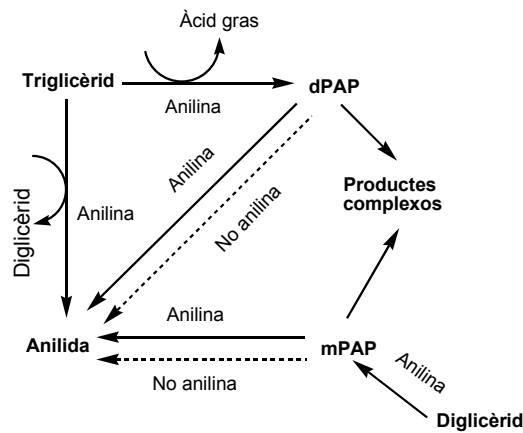 Àcid gras
Triglicèrid
dPAP
Anilina
Anilina
No anilina
Productes
complexos
Diglicèrid
Anilina
Anilina
Anilida
mPAP
No anilina
Anilina
Diglicèrid